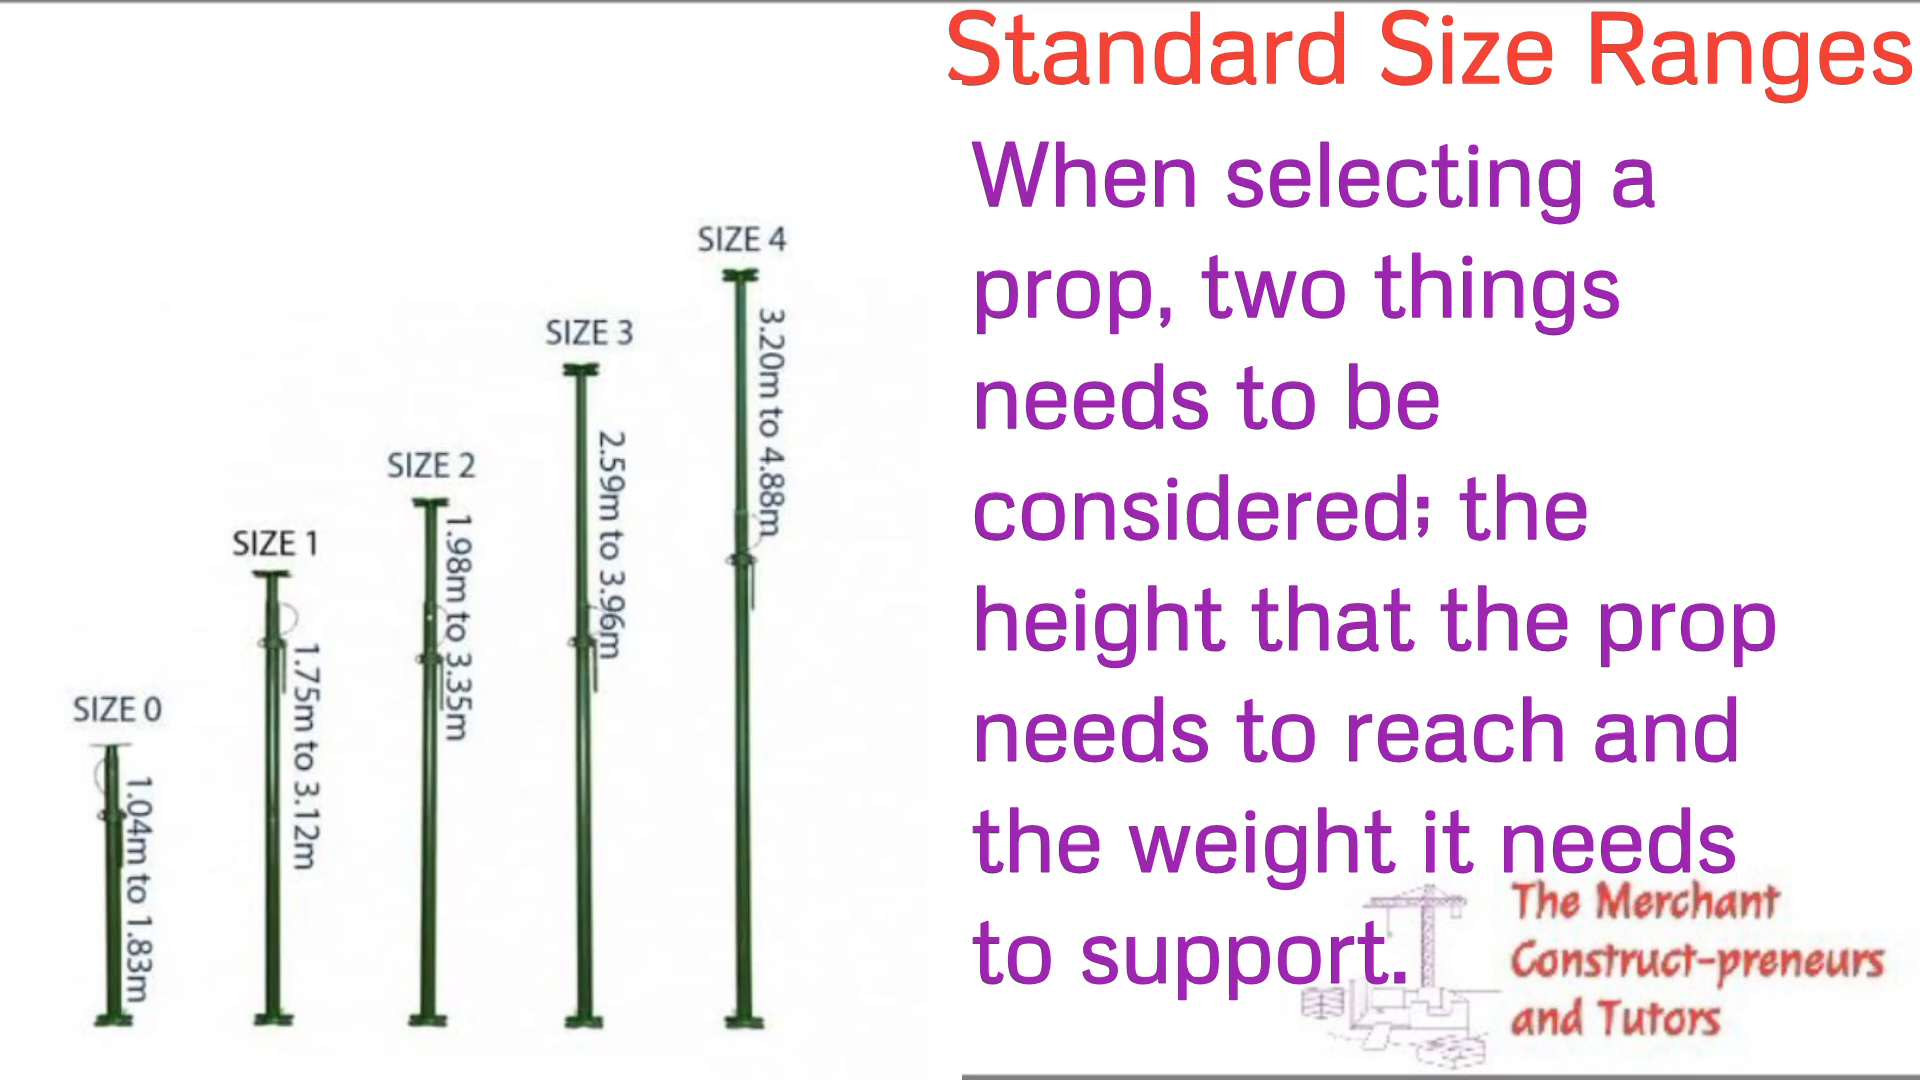 Standard Size Ranges
When selecting a
prop, two things
needs to be
considered; the
height that the prop
needs to reach and
the weight it needs
to support.
SIZE 0
1.04m to 1.83m
SIZE 1
1.75m to 3.12m
SIZE 2
1.98m to 3.35m
SIZE 3
2.59m to 3.96m
SIZE 4
3.20m to 4.88m
The Merchant
Construct-preneurs
and Tutors